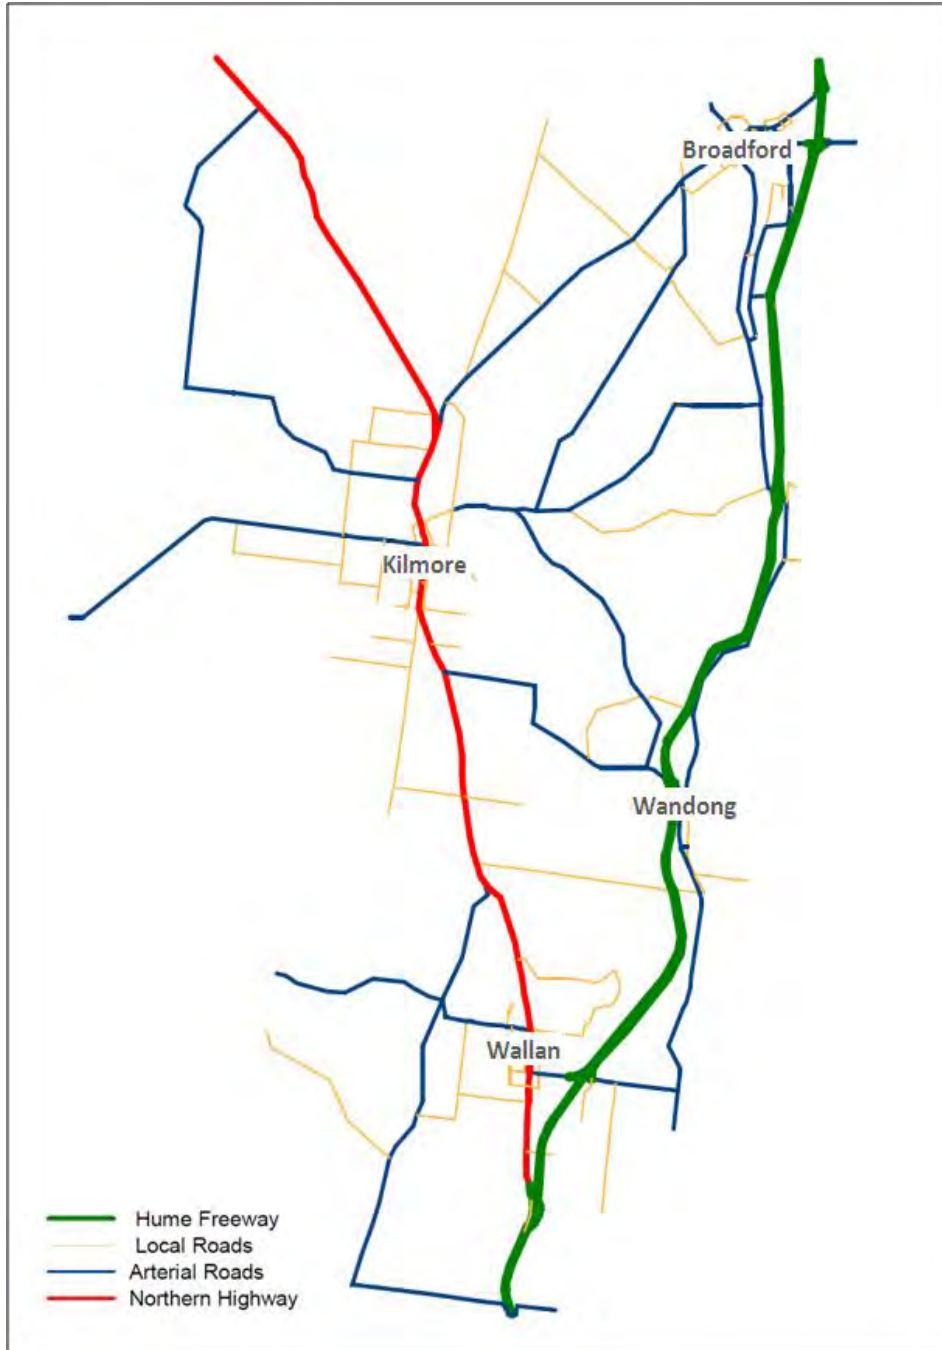 Broadford
Kilmore
Wandong
Wallan
Hume Freeway
Local Roads
Arterial Roads
Northern Highway